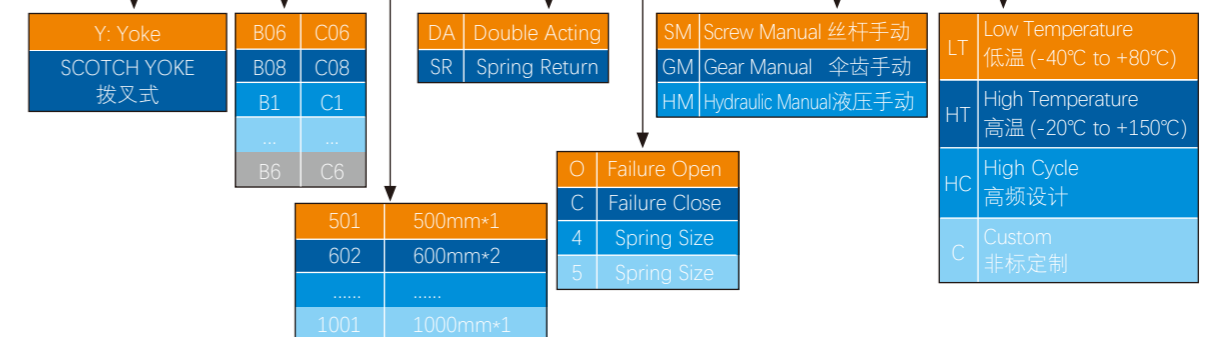 Y: Yoke
SCOTCH YOKE
拨叉式
B06 C06
B08 C08
B1 C1
... ...
B6 C6
DA Double Acting
SR Spring Return
SM Screw Manual 丝杆手动
GM Gear Manual 伞齿手动
HM Hydraulic Manual液压手动
LT Low Temperature
低温 (-40℃ to +80℃)
HT High Temperature
高温 (-20℃ to +150℃)
HC High Cycle
高频设计
C Custom
非标定制
501 500mm*1
602 600mm*2
...... ......
1001 1000mm*1
O Failure Open
C Failure Close
4 Spring Size
5 Spring Size